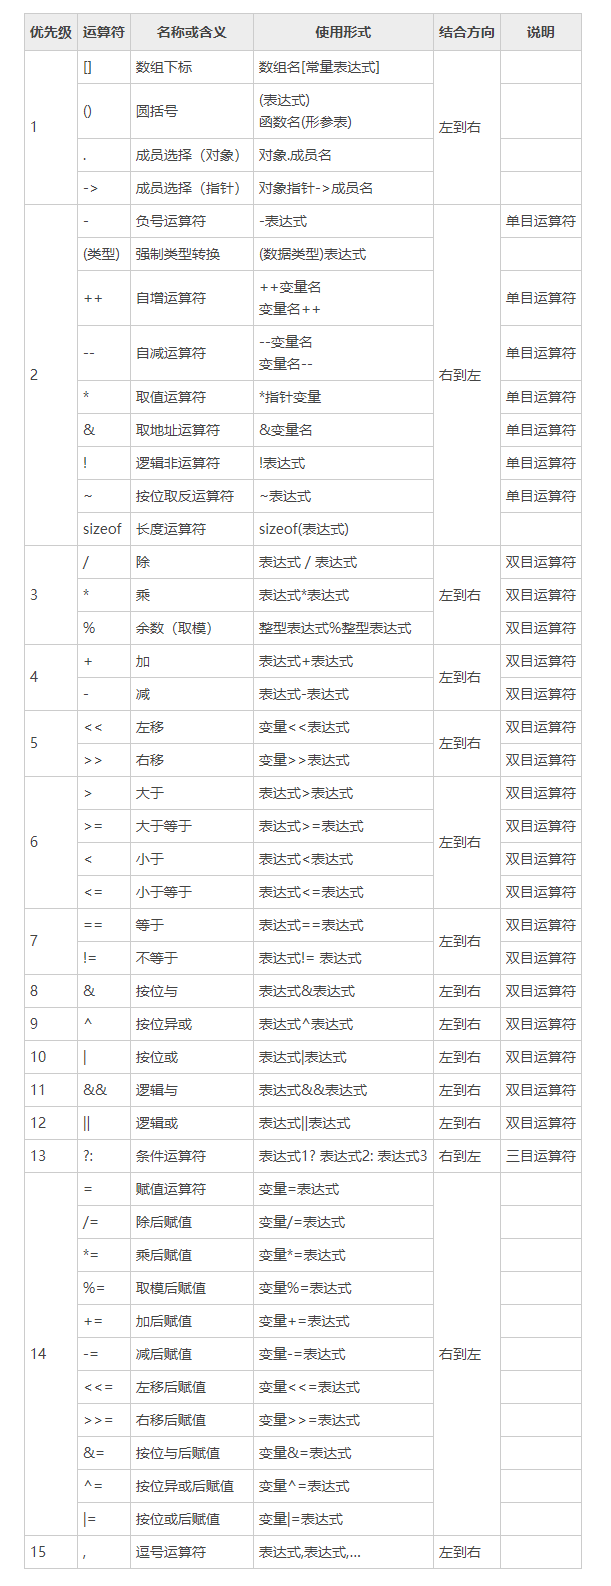 优先级 运算符 名称或含义 使用形式 结合方向 说明
1 [] 数组下标 数组名[常量表达式] 左到右
() 圆括号 (表达式)
函数名(形参表)
. 成员选择（对象） 对象.成员名
-> 成员选择（指针） 对象指针->成员名
2 - 负号运算符 -表达式 右到左 单目运算符
(类型) 强制类型转换 (数据类型)表达式
++ 自增运算符 ++变量名
变量名++ 单目运算符
-- 自减运算符 --变量名
变量名-- 单目运算符
* 取值运算符 *指针变量 单目运算符
& 取地址运算符 &变量名 单目运算符
! 逻辑非运算符 !表达式 单目运算符
~ 按位取反运算符 ~表达式 单目运算符
sizeof 长度运算符 sizeof(表达式)
3 / 除 表达式 / 表达式 左到右 双目运算符
* 乘 表达式*表达式 双目运算符
% 余数（取模） 整型表达式%整型表达式 双目运算符
4 + 加 表达式+表达式 左到右 双目运算符
- 减 表达式-表达式 双目运算符
5 << 左移 变量<<表达式 左到右 双目运算符
>> 右移 变量>>表达式 双目运算符
6 > 大于 表达式>表达式 左到右 双目运算符
>= 大于等于 表达式>=表达式 双目运算符
< 小于 表达式<表达式 双目运算符
<= 小于等于 表达式<=表达式 双目运算符
7 == 等于 表达式==表达式 左到右 双目运算符
!= 不等于 表达式!= 表达式 双目运算符
8 & 按位与 表达式&表达式 左到右 双目运算符
9 ^ 按位异或 表达式^表达式 左到右 双目运算符
10 | 按位或 表达式|表达式 左到右 双目运算符
11 && 逻辑与 表达式&&表达式 左到右 双目运算符
12 || 逻辑或 表达式||表达式 左到右 双目运算符
13 ?: 条件运算符 表达式1? 表达式2: 表达式3 右到左 三目运算符
14 = 赋值运算符 变量=表达式 右到左
/= 除后赋值 变量/=表达式
*= 乘后赋值 变量*=表达式
%= 取模后赋值 变量%=表达式
+= 加后赋值 变量+=表达式
-= 减后赋值 变量-=表达式
<<= 左移后赋值 变量<<=表达式
>>= 右移后赋值 变量>>=表达式
&= 按位与后赋值 变量&=表达式
^= 按位异或后赋值 变量^=表达式
|= 按位或后赋值 变量|=表达式
15 , 逗号运算符 表达式,表达式,... 左到右